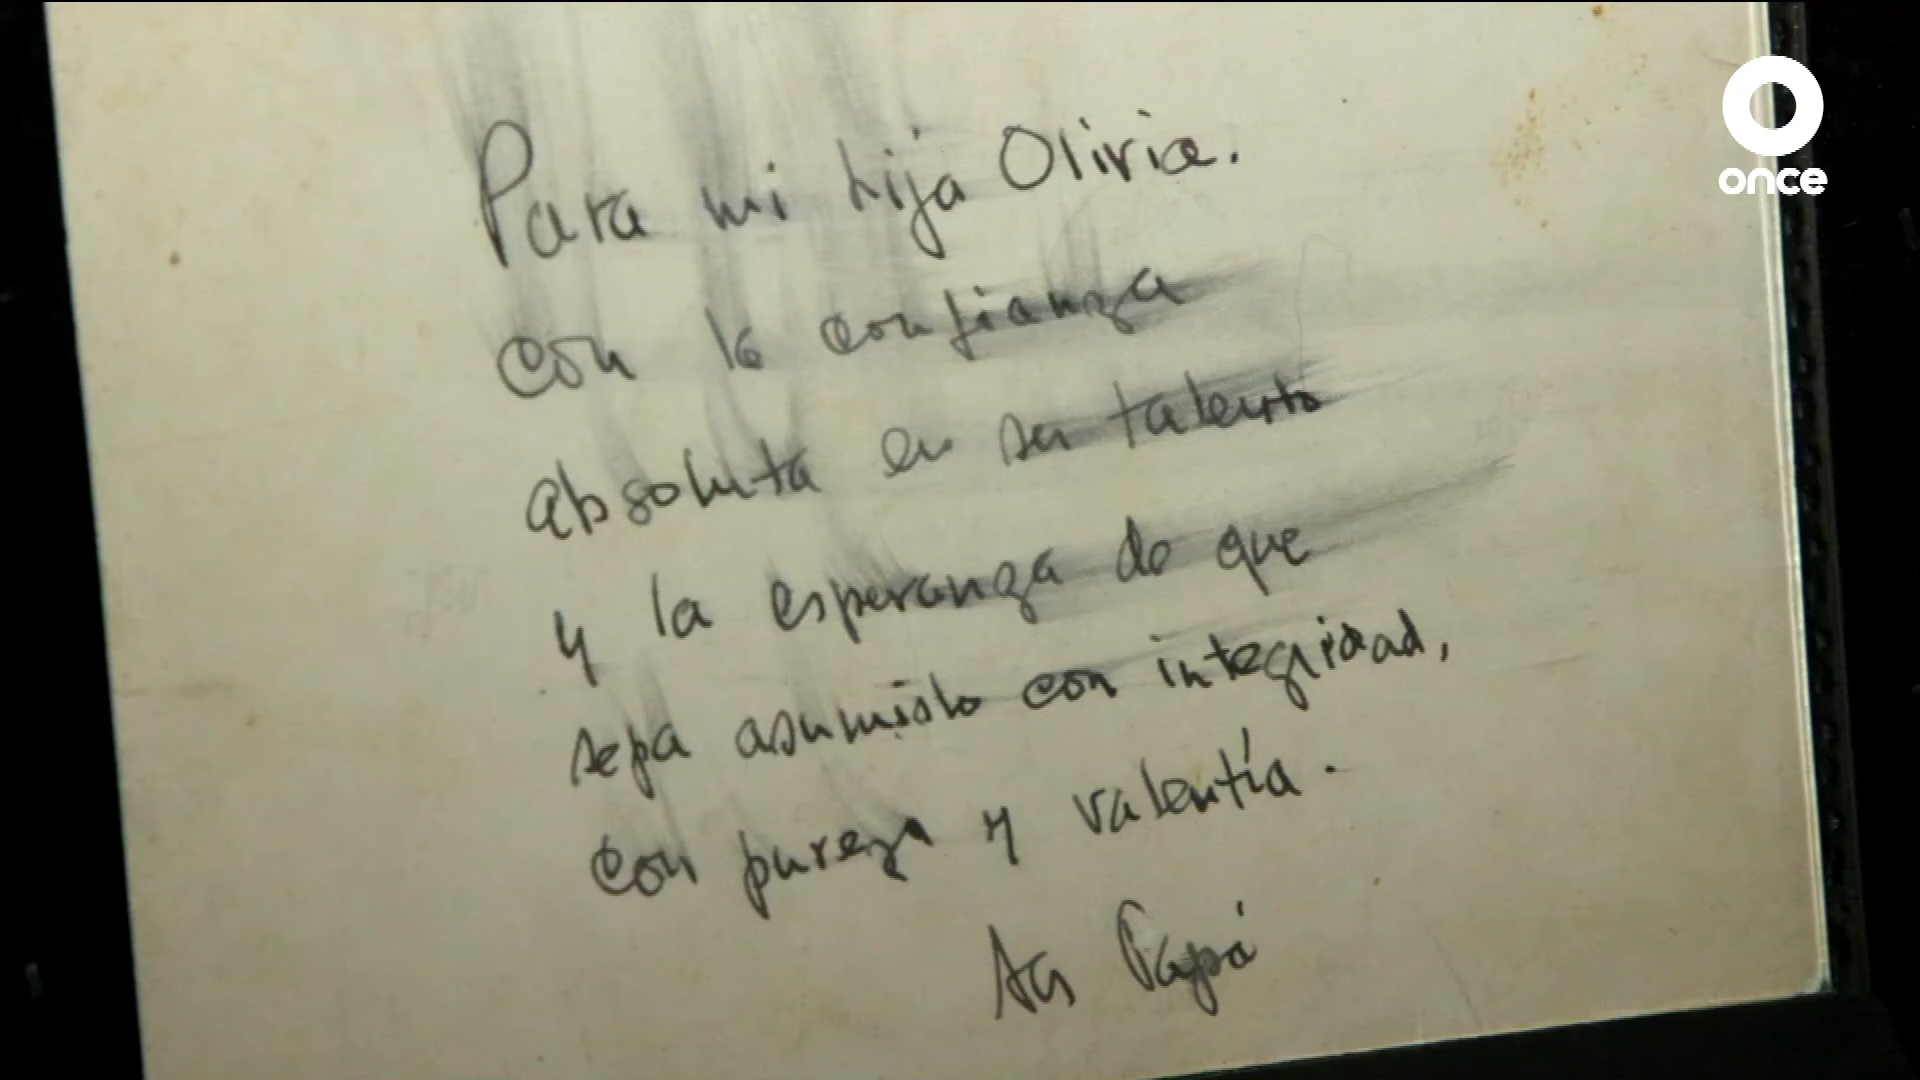 Para mi hija Olivia.
con la confianza
absoluta en su talento
y la esperanza de que
sepa asumirlo con integridad,
con pureza y valentía.
Su Papá
once